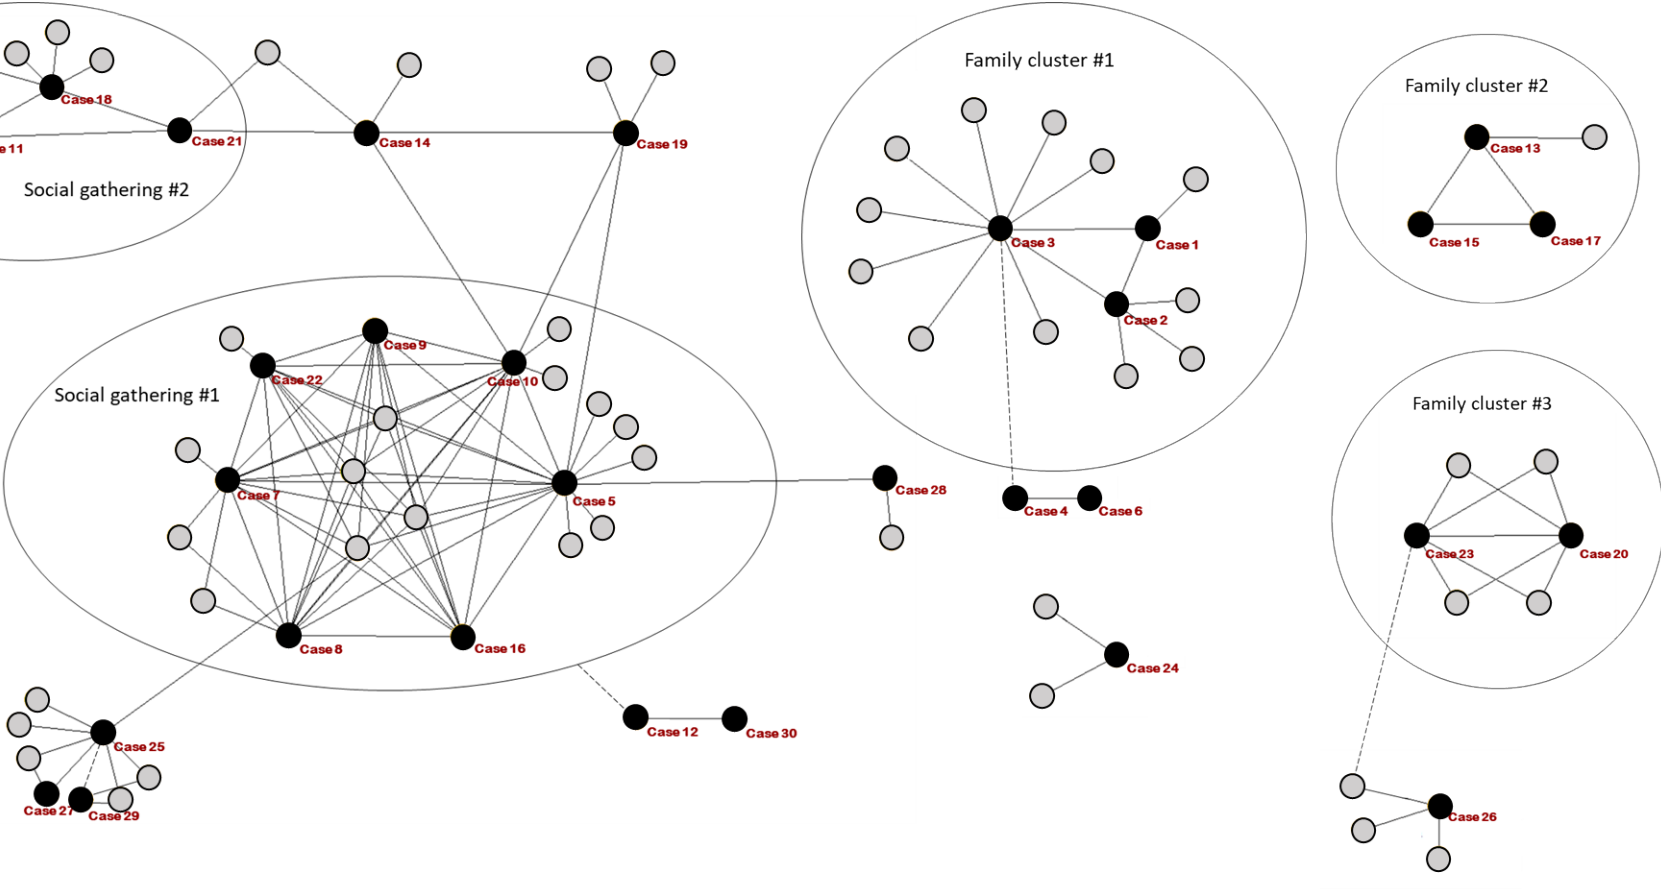 Family cluster #1
Family cluster #2
Case 18
Case 21
Case 14
Case 19
e 11
Case 13
Social gathering #2
Case 3
Case 1
Case 15
Case 17
Case 2
Case 9
Case 22
Case 10
Social gathering #1
Family cluster #3
Case 7
Case 5
Case 28
Case 4
Case 6
Case 23
Case 20
Case 8
Case 16
Case 24
Case 12
Case 30
Case 25
Case 27
Case 29
Case 26